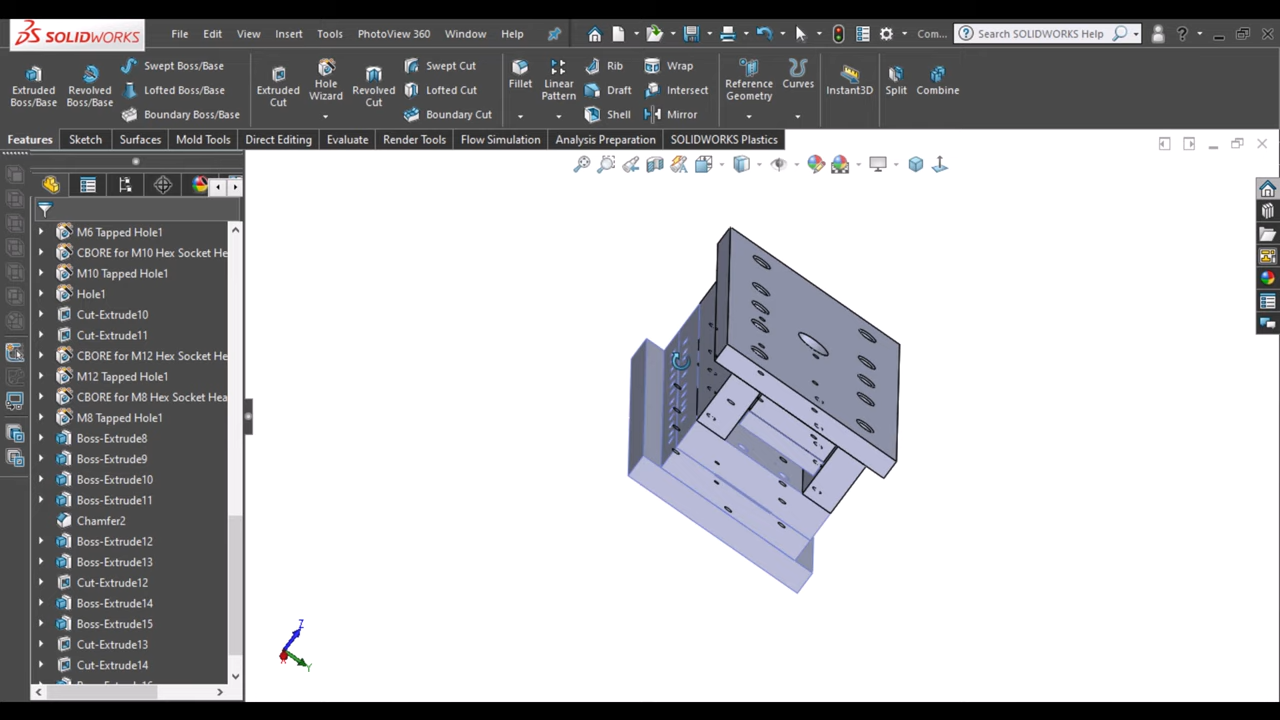 SOLIDWORKS File Edit View Insert Tools PhotoView 360 Window Help Com... Search SOLIDWORKS Help ?
Extruded Boss/Base
Revolved Boss/Base
Swept Boss/Base
Lofted Boss/Base
Boundary Boss/Base
Extruded Cut
Hole Wizard
Revolved Cut
Swept Cut
Lofted Cut
Boundary Cut
Fillet
Linear Pattern
Rib
Draft
Shell
Wrap
Intersect
Mirror
Reference Geometry
Curves
Instant3D
Split
Combine
Features Sketch Surfaces Mold Tools Direct Editing Evaluate Render Tools Flow Simulation Analysis Preparation SOLIDWORKS Plastics
M6 Tapped Hole1
CBORE for M10 Hex Socket He
M10 Tapped Hole1
Hole1
Cut-Extrude10
Cut-Extrude11
CBORE for M12 Hex Socket He
M12 Tapped Hole1
CBORE for M8 Hex Socket Hea
M8 Tapped Hole1
Boss-Extrude8
Boss-Extrude9
Boss-Extrude10
Boss-Extrude11
Chamfer2
Boss-Extrude12
Boss-Extrude13
Cut-Extrude12
Boss-Extrude14
Boss-Extrude15
Cut-Extrude13
Cut-Extrude14
Z
Y